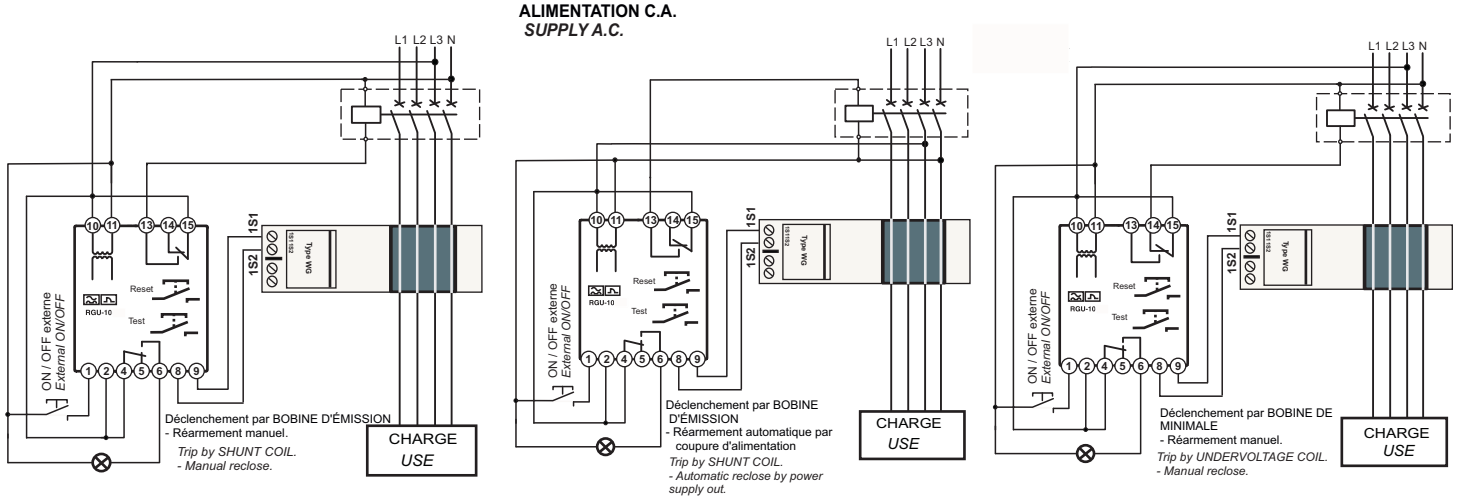 ALIMENTATION C.A.
SUPPLY A.C.
L1 L2 L3 N
10 11 13 14 15
1S1
1S2
1S1 1S2
Type WG
Reset
Test
RGU-10
ON / OFF externe
External ON/OFF
1 2 4 5 6 8 9
Déclenchement par BOBINE D'ÉMISSION
- Réarmement manuel.
Trip by SHUNT COIL.
- Manual reclose.
CHARGE
USE
L1 L2 L3 N
10 11 13 14 15
1S1
1S2
1S1 1S2
Type WG
Reset
Test
RGU-10
ON / OFF externe
External ON/OFF
1 2 4 5 6 8 9
Déclenchement par BOBINE
D'ÉMISSION
- Réarmement automatique par
coupure d'alimentation
Trip by SHUNT COIL.
- Automatic reclose by power
supply out.
CHARGE
USE
L1 L2 L3 N
10 11 13 14 15
1S1
1S2
1S1 1S2
Type WG
Reset
Test
RGU-10
ON / OFF externe
External ON/OFF
1 2 4 5 6 8 9
Déclenchement par BOBINE DE
MINIMALE
- Réarmement manuel.
Trip by UNDERVOLTAGE COIL.
- Manual reclose.
CHARGE
USE